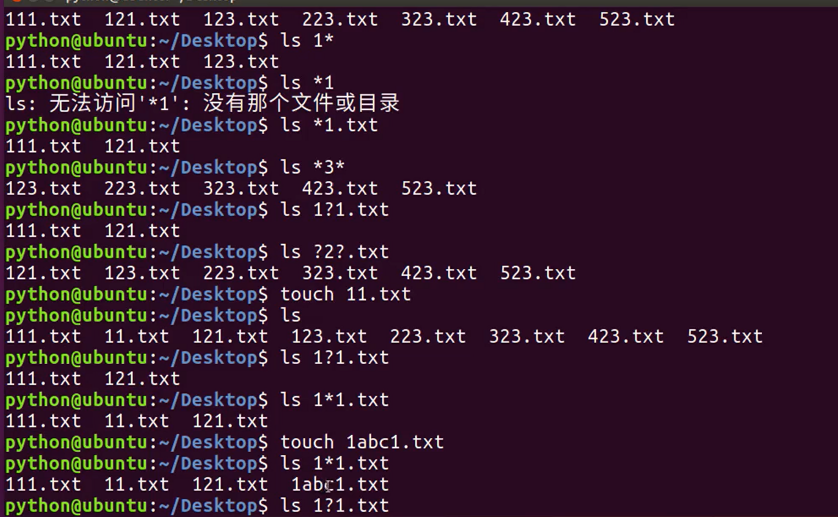 111.txt  121.txt  123.txt  223.txt  323.txt  423.txt  523.txt
python@ubuntu:~/Desktop$ ls 1*
111.txt  121.txt  123.txt
python@ubuntu:~/Desktop$ ls *1
ls: 无法访问'*1': 没有那个文件或目录
python@ubuntu:~/Desktop$ ls *1.txt
111.txt  121.txt
python@ubuntu:~/Desktop$ ls *3*
123.txt  223.txt  323.txt  423.txt  523.txt
python@ubuntu:~/Desktop$ ls 1?1.txt
111.txt  121.txt
python@ubuntu:~/Desktop$ ls ?2?.txt
121.txt  123.txt  223.txt  323.txt  423.txt  523.txt
python@ubuntu:~/Desktop$ touch 11.txt
python@ubuntu:~/Desktop$ ls
111.txt  11.txt  121.txt  123.txt  223.txt  323.txt  423.txt  523.txt
python@ubuntu:~/Desktop$ ls 1?1.txt
111.txt  121.txt
python@ubuntu:~/Desktop$ ls 1*1.txt
111.txt  11.txt  121.txt
python@ubuntu:~/Desktop$ touch 1abc1.txt
python@ubuntu:~/Desktop$ ls 1*1.txt
111.txt  11.txt  121.txt  1abc1.txt
python@ubuntu:~/Desktop$ ls 1?1.txt